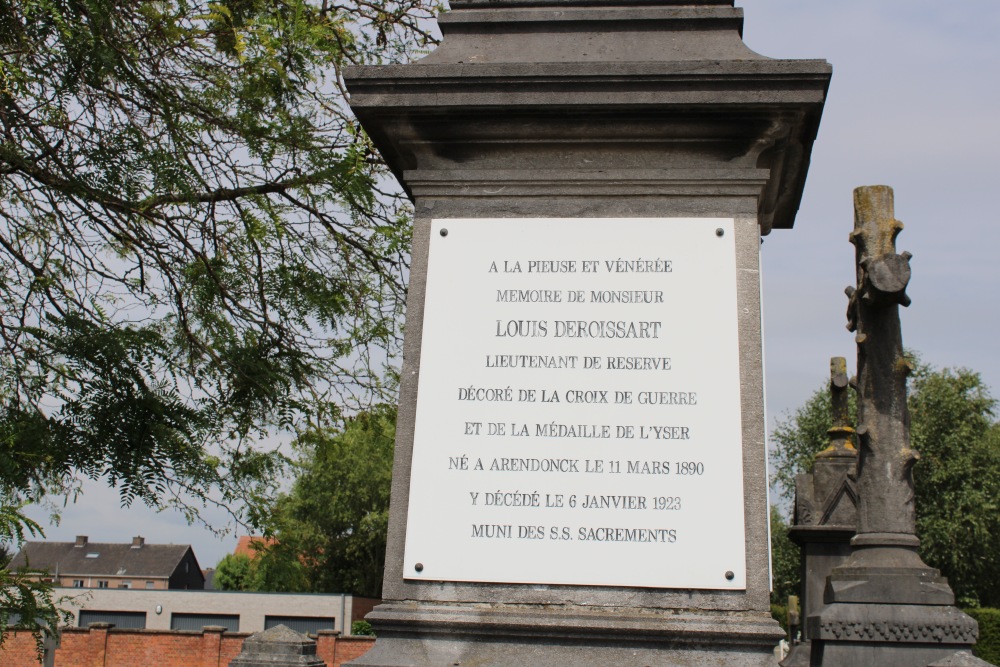 A LA PIEUSE ET VÉNÉRÉE
MEMOIRE DE MONSIEUR
LOUIS DEROISSART
LIEUTENANT DE RESERVE
DÉCORÉ DE LA CROIX DE GUERRE
ET DE LA MÉDAILLE DE L'YSER
NÉ A ARENDONCK LE 11 MARS 1890
Y DÉCÉDÉ LE 6 JANVIER 1923
MUNI DES S.S. SACREMENTS